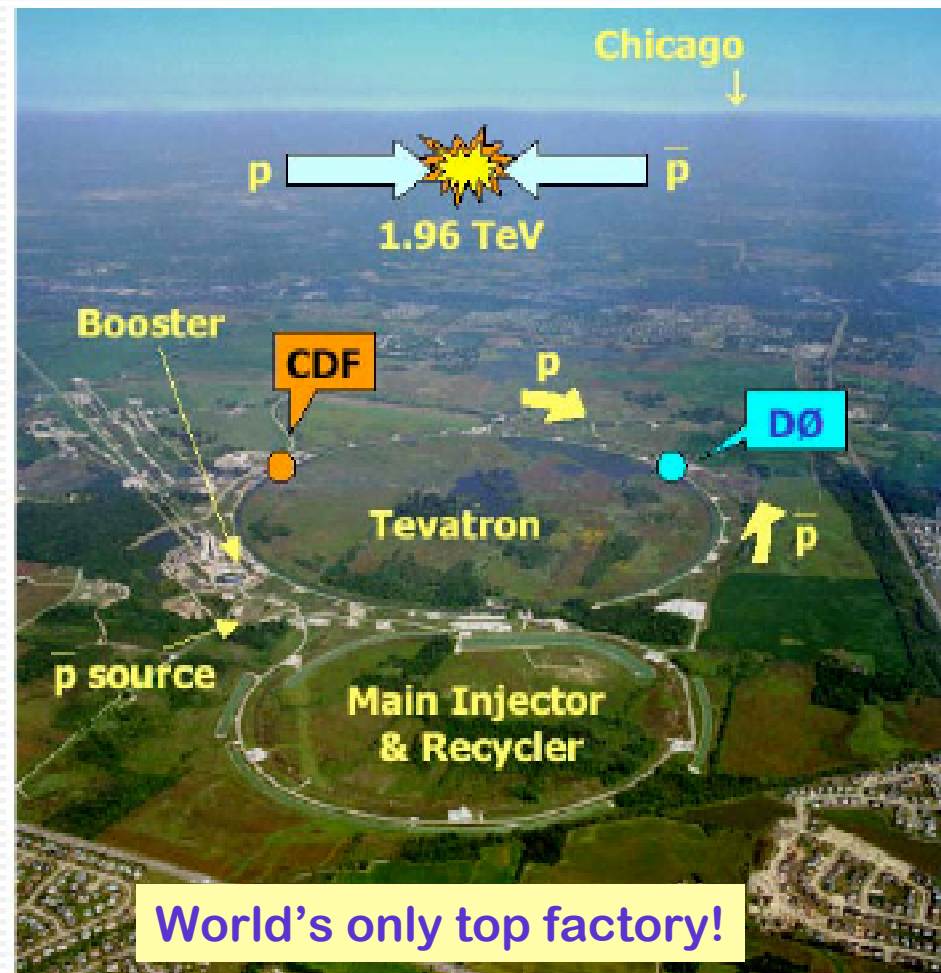 Chicago
↓
p p̅
1.96 TeV
Booster
CDF
p
DØ
Tevatron
p̅
p̅ source
Main Injector
& Recycler
World's only top factory!